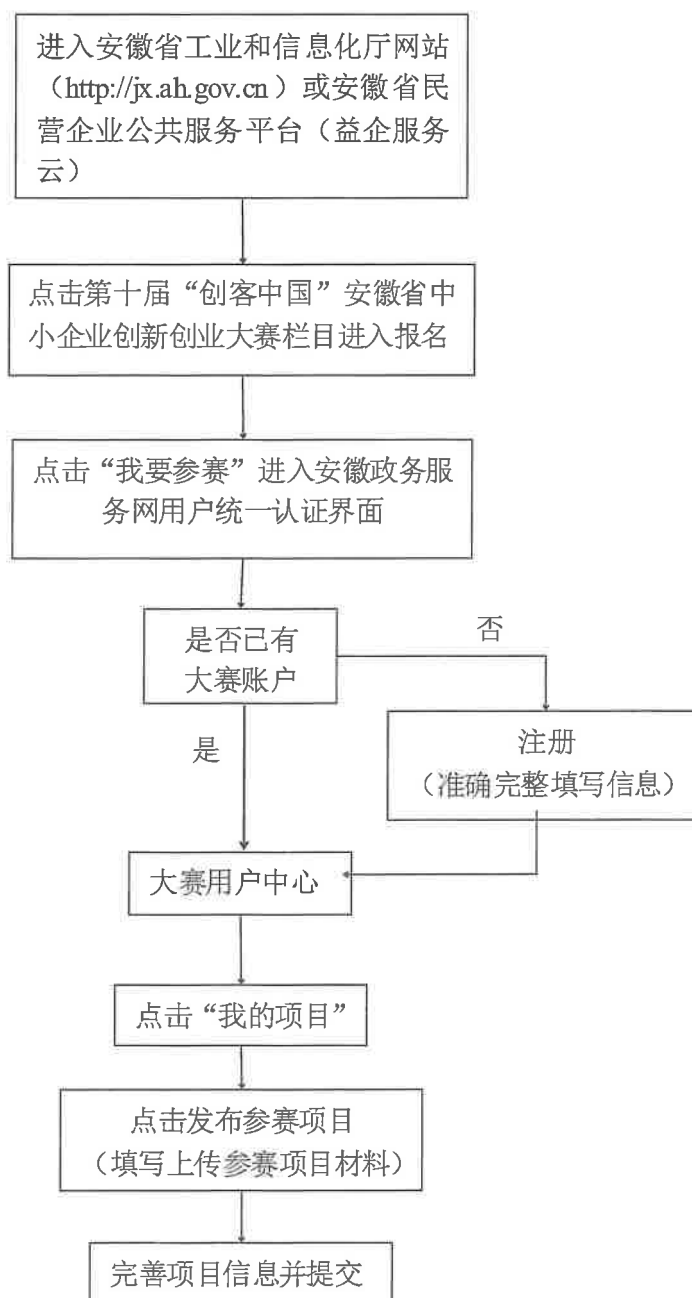 进入安徽省工业和信息化厅网站
（http://jx.ah.gov.cn）或安徽省民
营企业公共服务平台（益企服务
云）
点击第十届“创客中国”安徽省中
小企业创新创业大赛栏目进入报名
点击“我要参赛”进入安徽政务服
务网用户统一认证界面
是否已有
大赛账户
否
是
注册
（准确完整填写信息）
大赛用户中心
点击“我的项目”
点击发布参赛项目
（填写上传参赛项目材料）
完善项目信息并提交